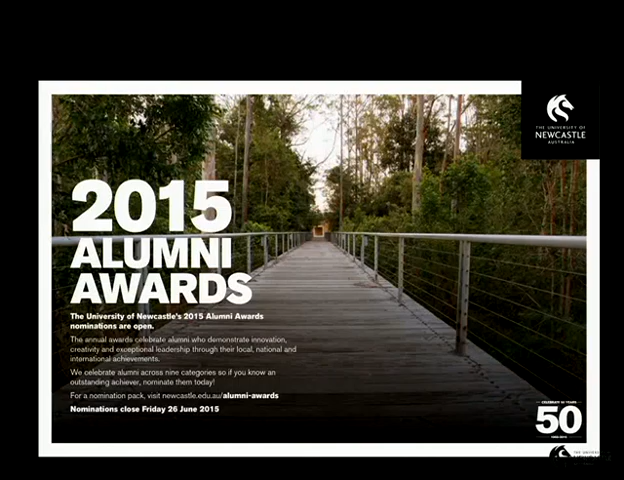 THE UNIVERSITY OF
NEWCASTLE
AUSTRALIA
2015
ALUMNI
AWARDS
The University of Newcastle's 2015 Alumni Awards
nominations are open.
The annual awards celebrate alumni who demonstrate innovation,
creativity and exceptional leadership through their local, national and
international achievements.
We celebrate alumni across nine categories so if you know an
outstanding achiever, nominate them today!
For a nomination pack, visit newcastle.edu.au/alumni-awards
Nominations close Friday 26 June 2015
50